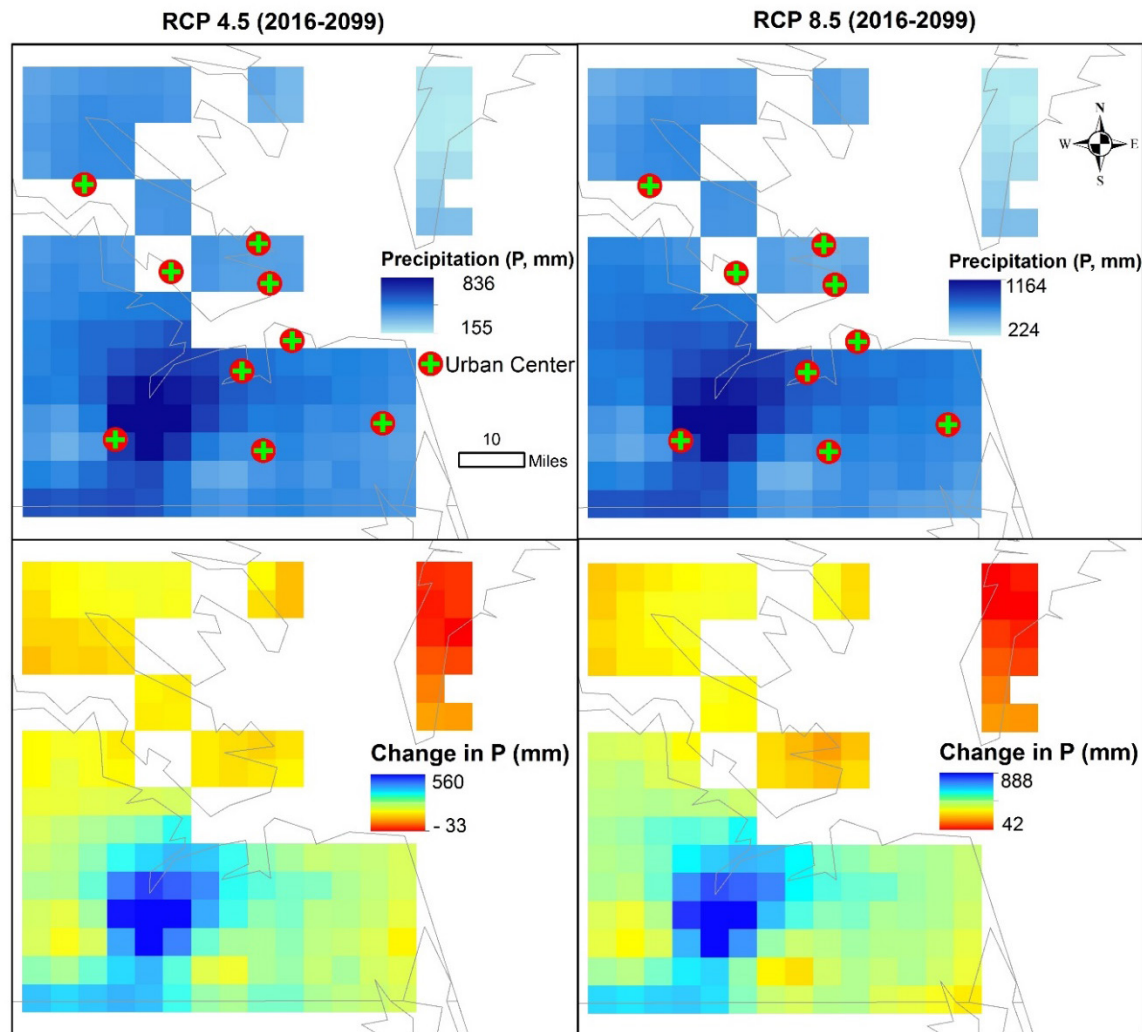 RCP 4.5 (2016-2099)
RCP 8.5 (2016-2099)
N
W E
S
Precipitation (P, mm)
836
155
Urban Center
10
Miles
Precipitation (P, mm)
1164
224
Change in P (mm)
560
- 33
Change in P (mm)
888
42